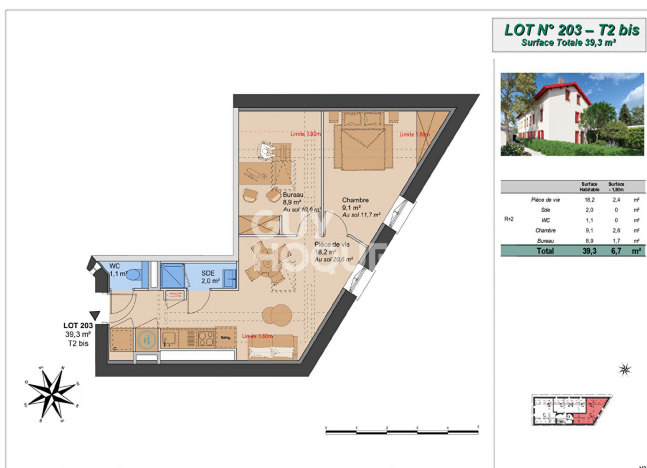 LOT N° 203 – T2 bis
Surface Totale 39,3 m²
Limite 1.80m
Limite 1.80m
Bureau
8,9 m²
Au sol 10,6 m²
Chambre
9,1 m²
Au sol 11,7 m²
GUY
HOQUET
Pièce de vie
18,2 m²
Au sol 20,6 m²
WC
1,1 m²
SDE
2,0 m²
LOT 203
39,3 m²
T2 bis
Limite 1.80m
Surface Habitable
Surface - 1,80m
R+2
Pièce de vie 18,2 2,4 m²
Sde 2,0 0 m²
WC 1,1 0 m²
Chambre 9,1 2,6 m²
Bureau 8,9 1,7 m²
Total 39,3 6,7 m²